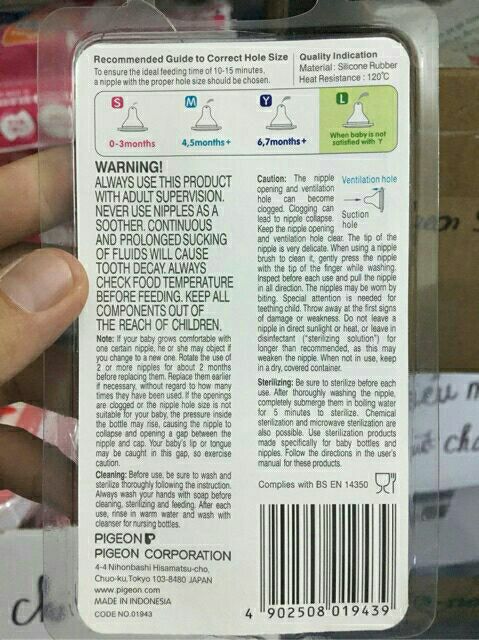 Recommended Guide to Correct Hole Size
To ensure the ideal feeding time of 10-15 minutes,
a nipple with the proper hole size should be chosen.
Quality Indication
Material : Silicone Rubber
Heat Resistance : 120°C
S
M
Y
L
0-3months
4,5months+
6,7months+
When baby is not
satisfied with Y
WARNING!
ALWAYS USE THIS PRODUCT
WITH ADULT SUPERVISION.
NEVER USE NIPPLES AS A
SOOTHER. CONTINUOUS
AND PROLONGED SUCKING
OF FLUIDS WILL CAUSE
TOOTH DECAY. ALWAYS
CHECK FOOD TEMPERATURE
BEFORE FEEDING. KEEP ALL
COMPONENTS OUT OF
THE REACH OF CHILDREN.
Note: If your baby grows comfortable with
one certain nipple, he or she may object if
you change to a new one. Rotate the use of
2 or more nipples for about 2 months
before replacing them. Replace them earlier
if necessary, without regard to how many
times they have been used. If the openings
are clogged or the nipple hole size is not
suitable for your baby, the pressure inside
the bottle may rise, causing the nipple to
collapse and opening a gap between the
nipple and cap. Your baby's lip or tongue
may be caught in this gap, so exercise
caution.
Cleaning: Before use, be sure to wash and
sterilize thoroughly following the instruction.
Always wash your hands with soap before
cleaning, sterilizing and feeding. After each
use, rinse in warm water and wash with
cleanser for nursing bottles.
PIGEON
PIGEON CORPORATION
4-4 Nihonbashi Hisamatsu-cho,
Chuo-ku,Tokyo 103-8480 JAPAN
www.pigeon.com
MADE IN INDONESIA
CODE NO.01943
Caution: The nipple
opening and ventilation
hole can become
clogged. Clogging can
lead to nipple collapse.
Keep the nipple opening
Ventilation hole
Suction
hole
and ventilation hole clear. The tip of the
nipple is very delicate. When using a nipple
brush to clean it, gently press the nipple
with the tip of the finger while washing.
Inspect before each use and pull the nipple
in all direction. The nipples may be worn by
biting. Special attention is needed for
teething child. Throw away at the first signs
of damage or weakness. Do not leave a
nipple in direct sunlight or heat, or leave in
disinfectant ("sterilizing solution") for
longer than recommended, as this may
weaken the nipple. When not in use, keep
in a dry, covered container.
Sterilizing: Be sure to sterilize before each
use. After thoroughly washing the nipple,
completely submerge them in boiling water
for 5 minutes to sterilize. Chemical
sterilization and microwave sterilization are
also possible. Use sterilization products
made specifically for baby bottles and
nipples. Follow the directions in the user's
manual for these products.
Complies with BS EN 14350
4 902508 019439